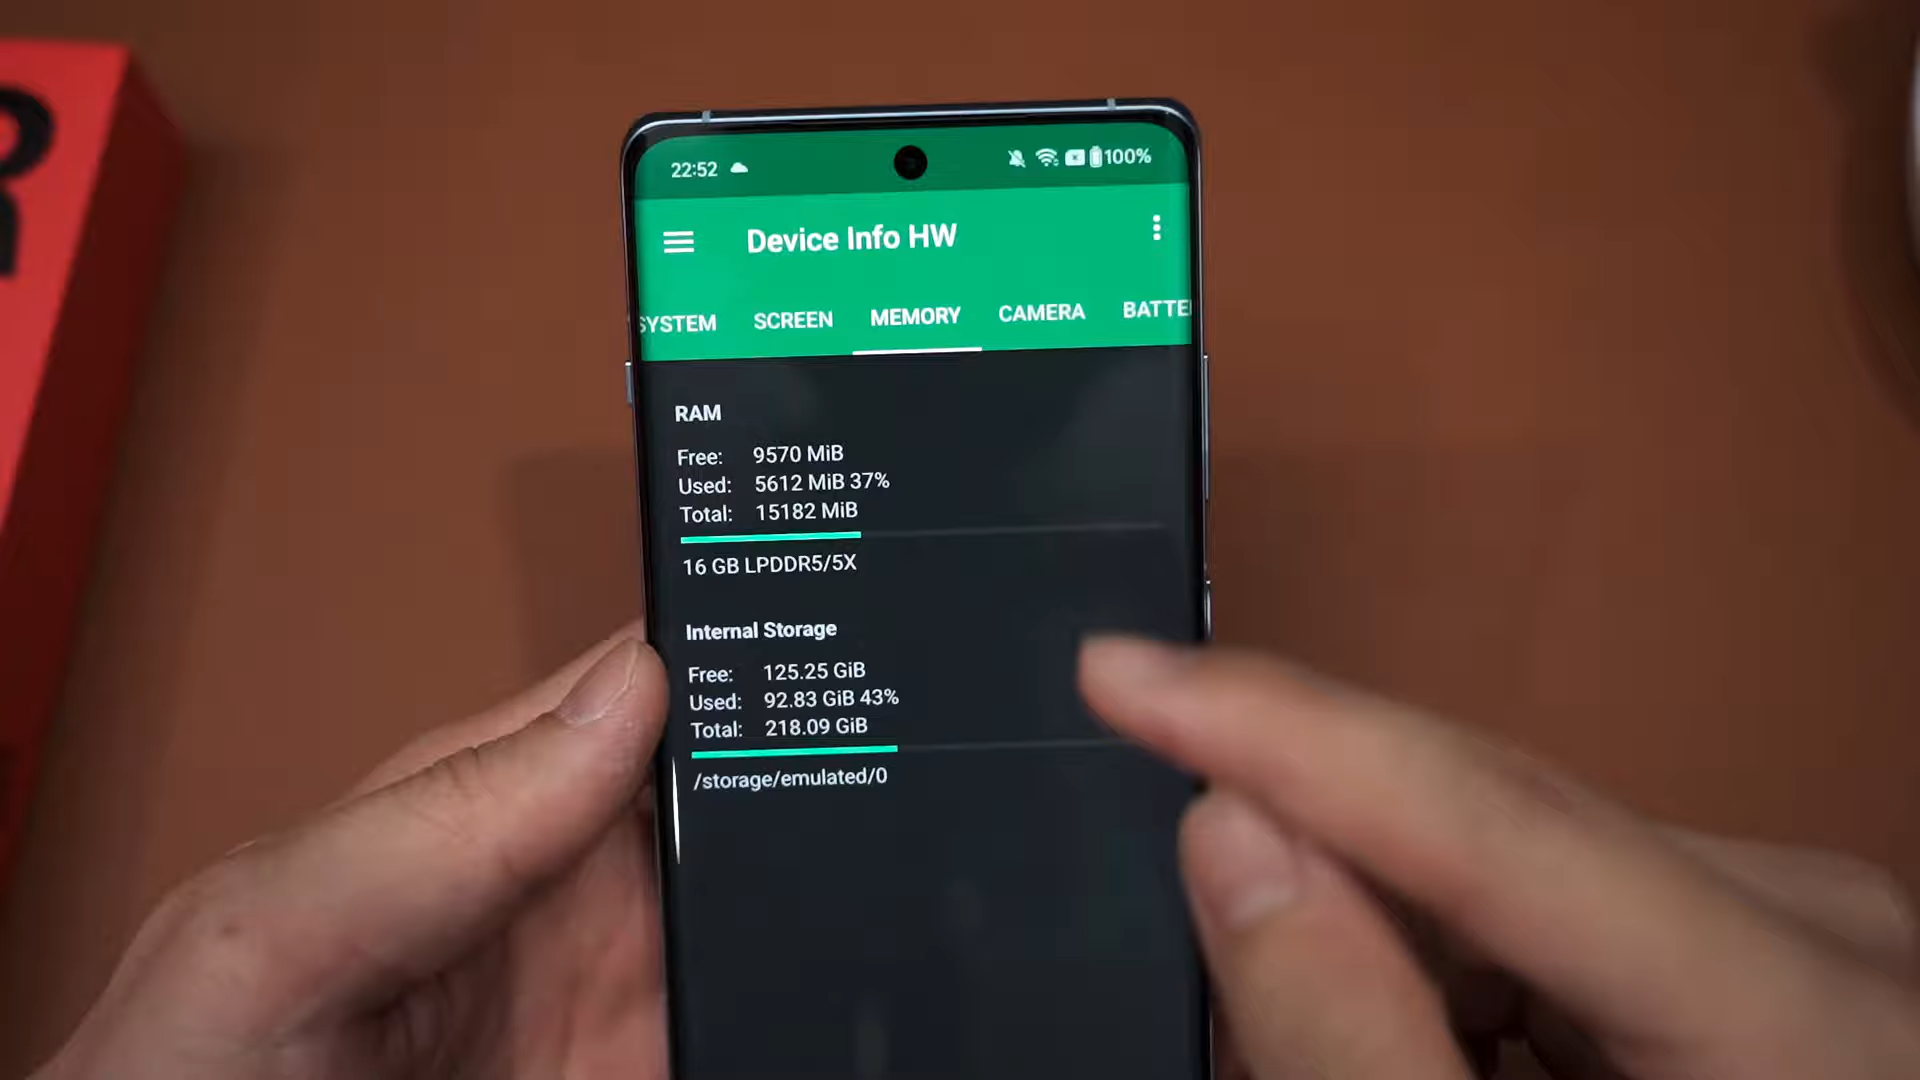 22:52 100%
Device Info HW
SYSTEM SCREEN MEMORY CAMERA BATTE
RAM
Free: 9570 MiB
Used: 5612 MiB 37%
Total: 15182 MiB
16 GB LPDDR5/5X
Internal Storage
Free: 125.25 GiB
Used: 92.83 GiB 43%
Total: 218.09 GiB
/storage/emulated/0